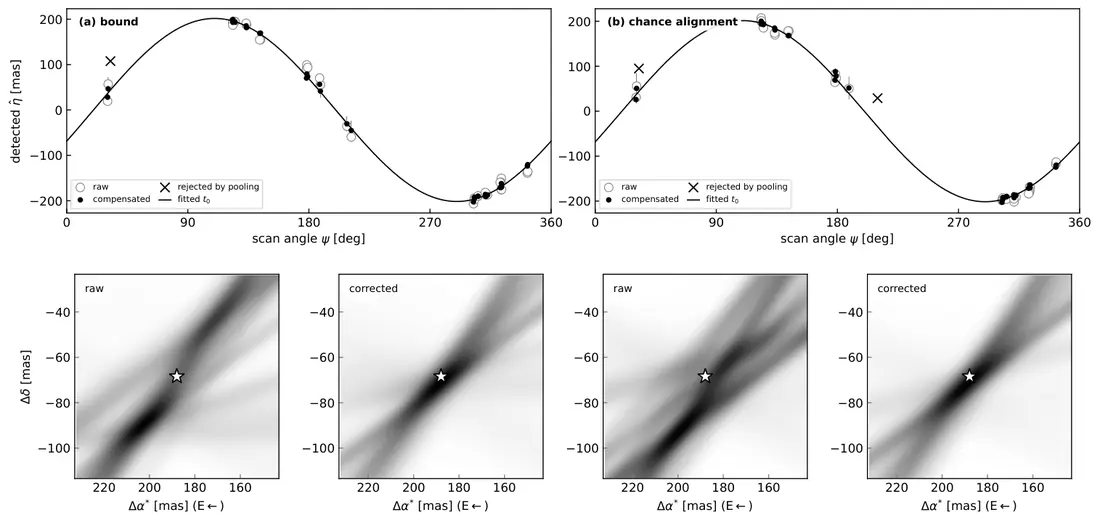 (a) bound
detected η̂ [mas]
200
100
0
−100
−200
raw
compensated
rejected by pooling
fitted t₀
0 90 180 270 360
scan angle ψ [deg]
(b) chance alignment
200
100
0
−100
−200
raw
compensated
rejected by pooling
fitted t₀
0 90 180 270 360
scan angle ψ [deg]
raw
Δδ [mas]
−40
−60
−80
−100
220 200 180 160
Δα* [mas] (E←)
corrected
−40
−60
−80
−100
220 200 180 160
Δα* [mas] (E←)
raw
−40
−60
−80
−100
220 200 180 160
Δα* [mas] (E←)
corrected
−40
−60
−80
−100
220 200 180 160
Δα* [mas] (E←)